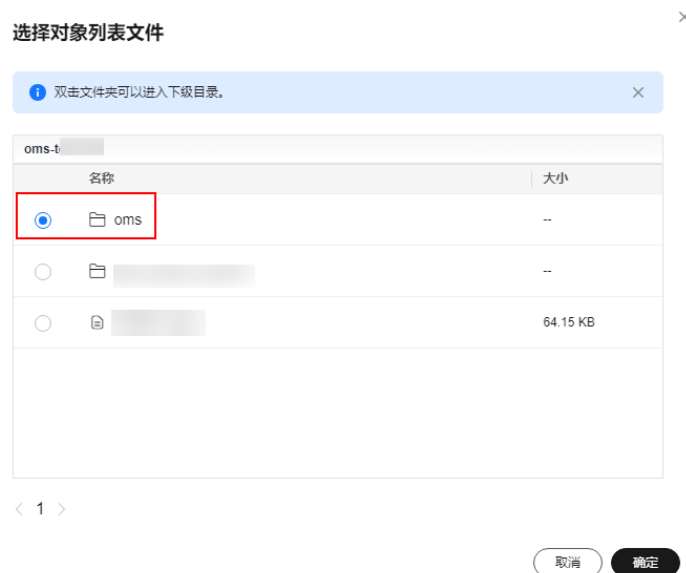 选择对象列表文件
双击文件夹可以进入下级目录。
oms-t
名称 大小
oms --
--
64.15 KB
1
取消 确定